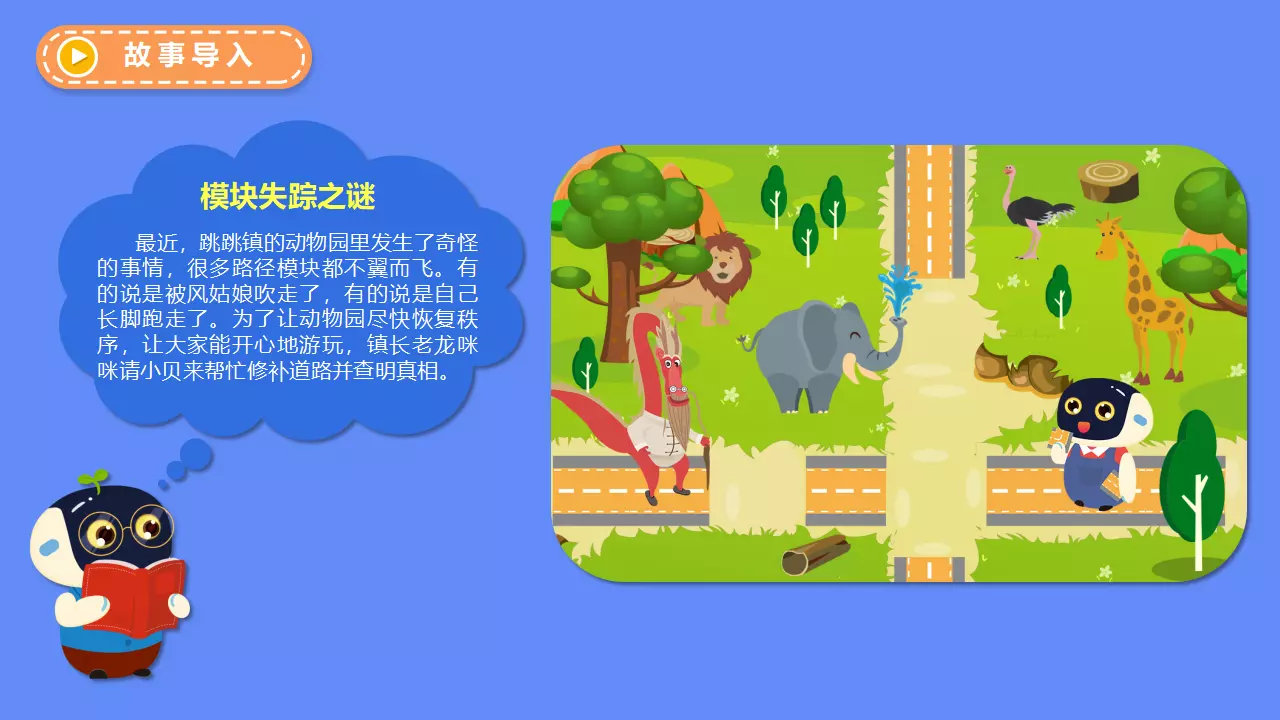 故事导入
模块失踪之谜
最近，跳跳镇的动物园里发生了奇怪
的事情，很多路径模块都不翼而飞。有
的说是被风姑娘吹走了，有的说是自己
长脚跑走了。为了让动物园尽快恢复秩
序，让大家能开心地游玩，镇长老龙咪
咪请小贝来帮忙修补道路并查明真相。